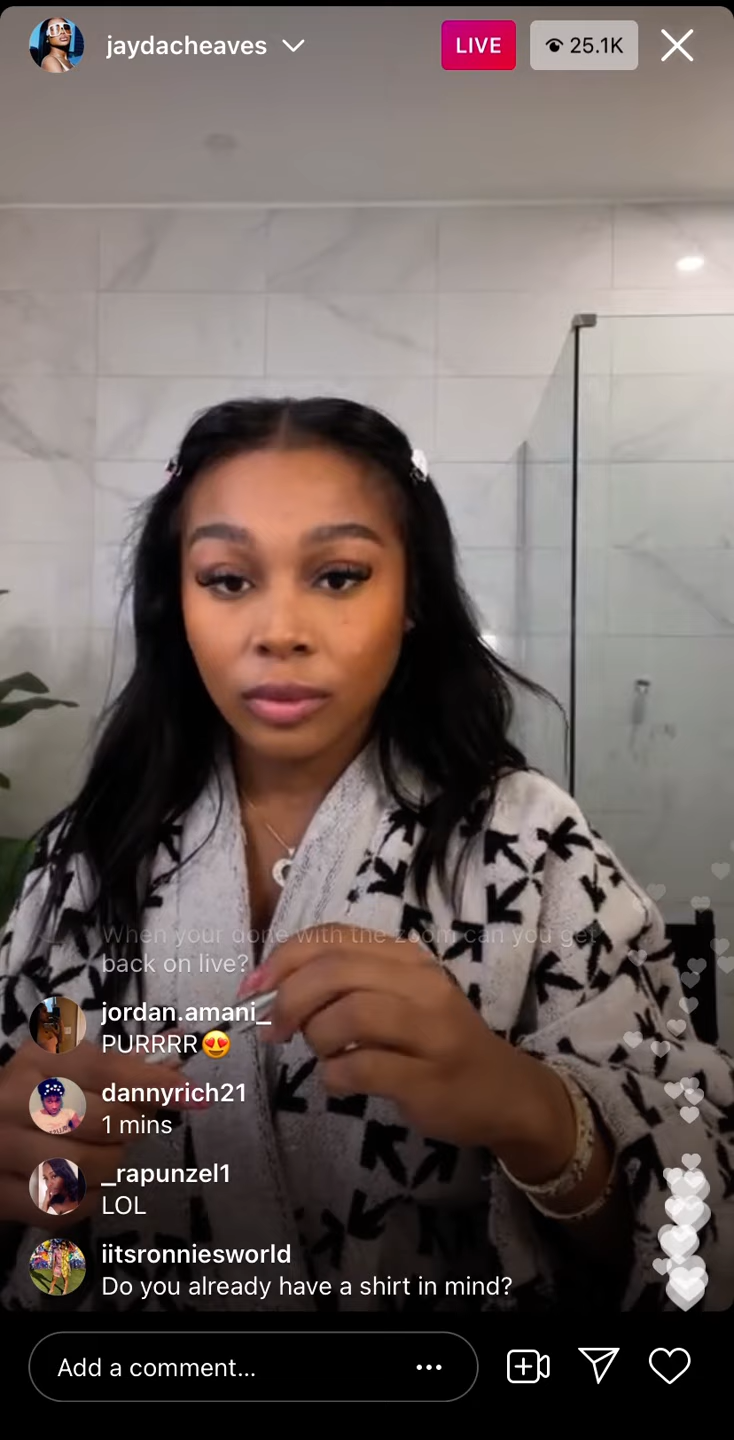 jaydacheaves
LIVE
25.1K
When your done with the zoom can you get
back on live?
jordan.amani_
PURRRR😍
dannyrich21
1 mins
_rapunzel1
LOL
iitsronniesworld
Do you already have a shirt in mind?
Add a comment...